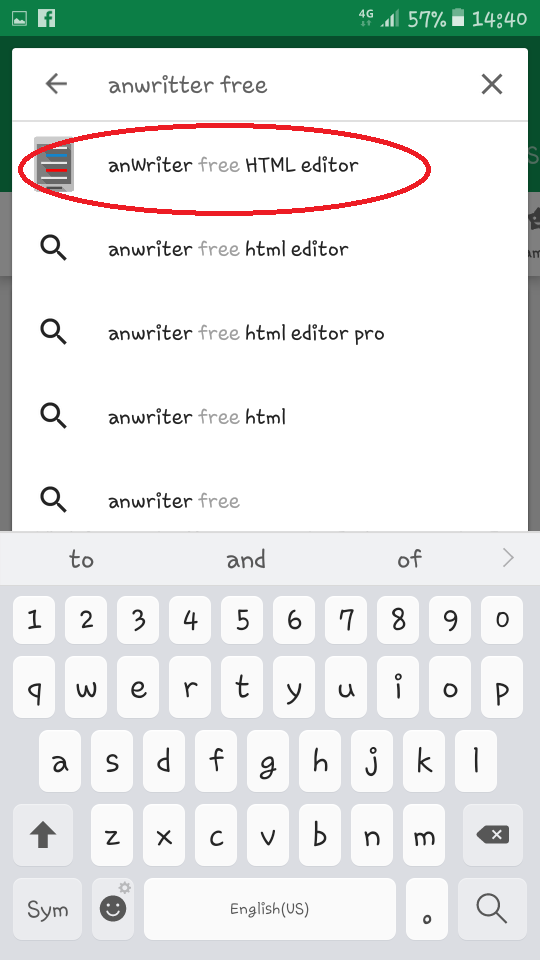 4G 57% 14:40
anwritter free
anWriter free HTML editor
anwriter free html editor
anwriter free html editor pro
anwriter free html
anwriter free
to and of
1 2 3 4 5 6 7 8 9 0
q w e r t y u i o p
a s d f g h j k l
z x c v b n m
Sym English(US) .